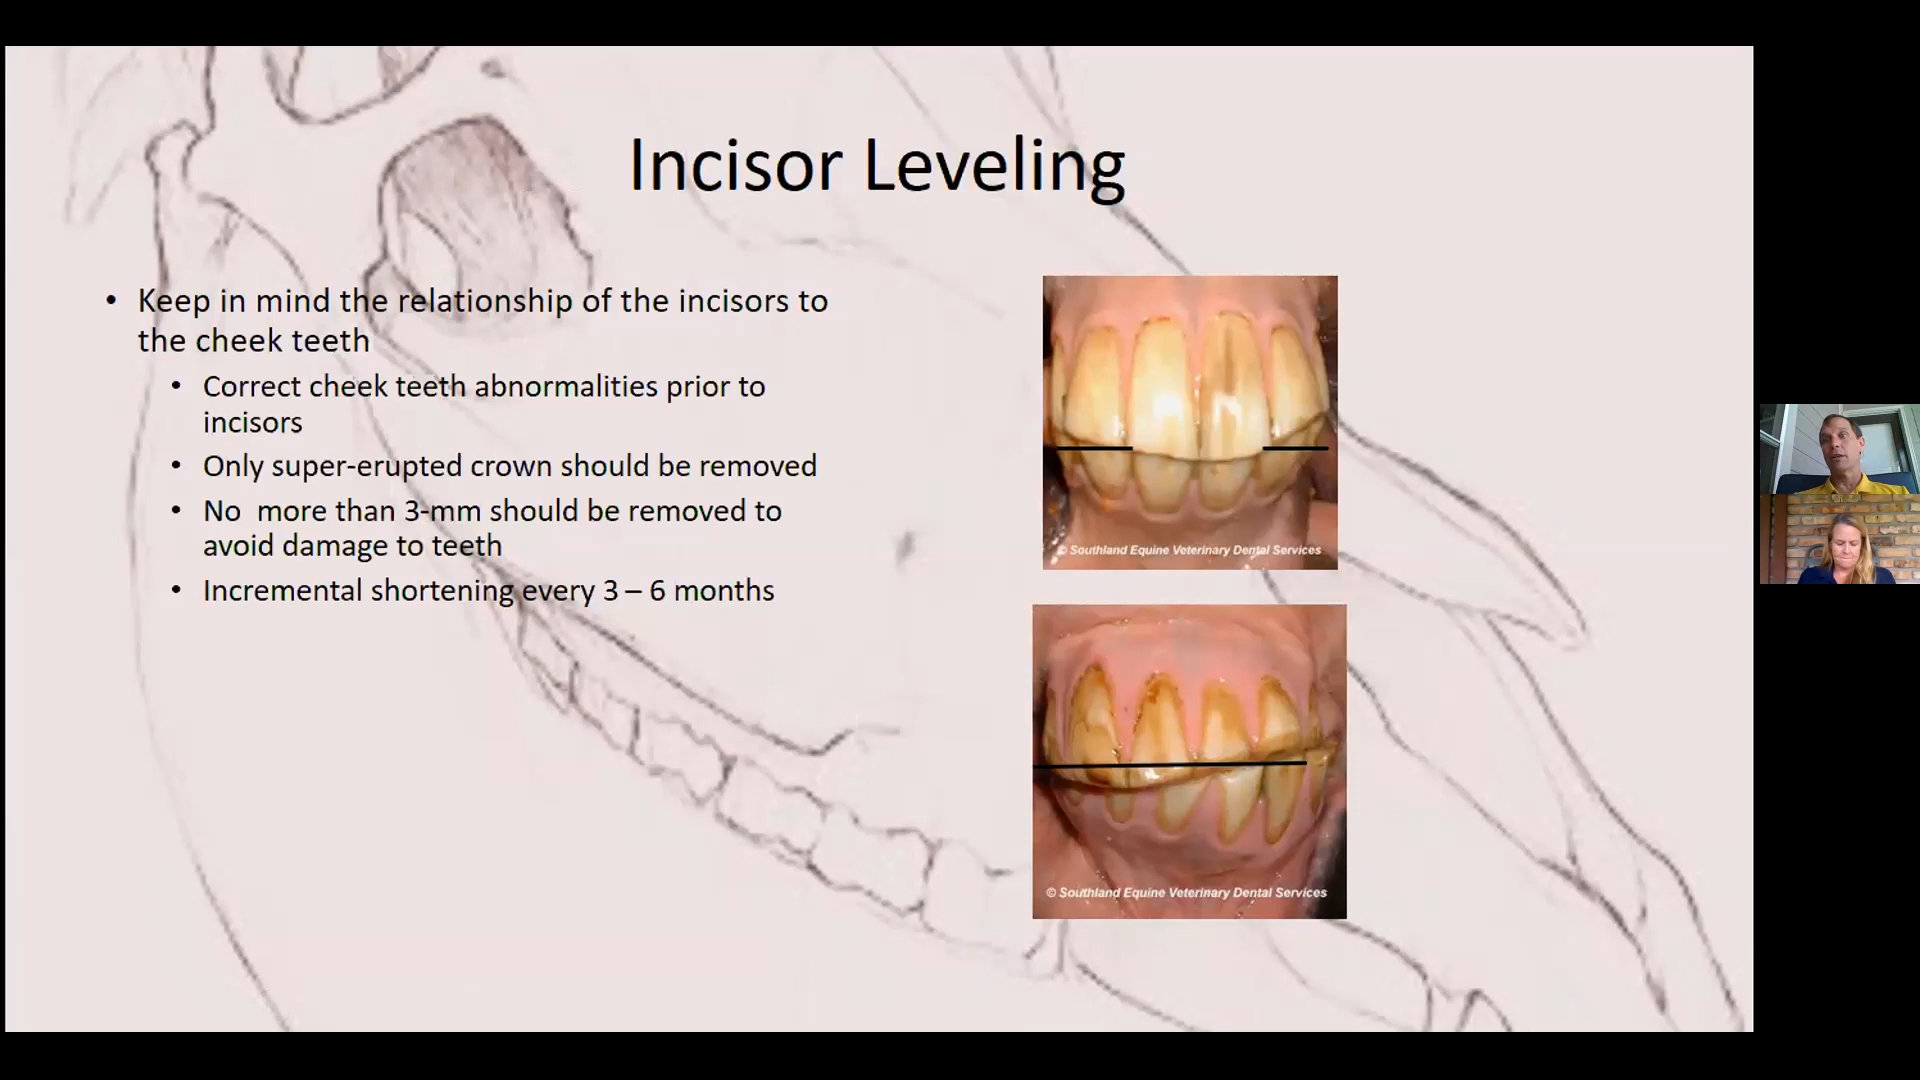 Incisor Leveling
• Keep in mind the relationship of the incisors to
the cheek teeth
• Correct cheek teeth abnormalities prior to
incisors
• Only super-erupted crown should be removed
• No  more than 3-mm should be removed to
avoid damage to teeth
• Incremental shortening every 3 – 6 months
© Southland Equine Veterinary Dental Services
© Southland Equine Veterinary Dental Services